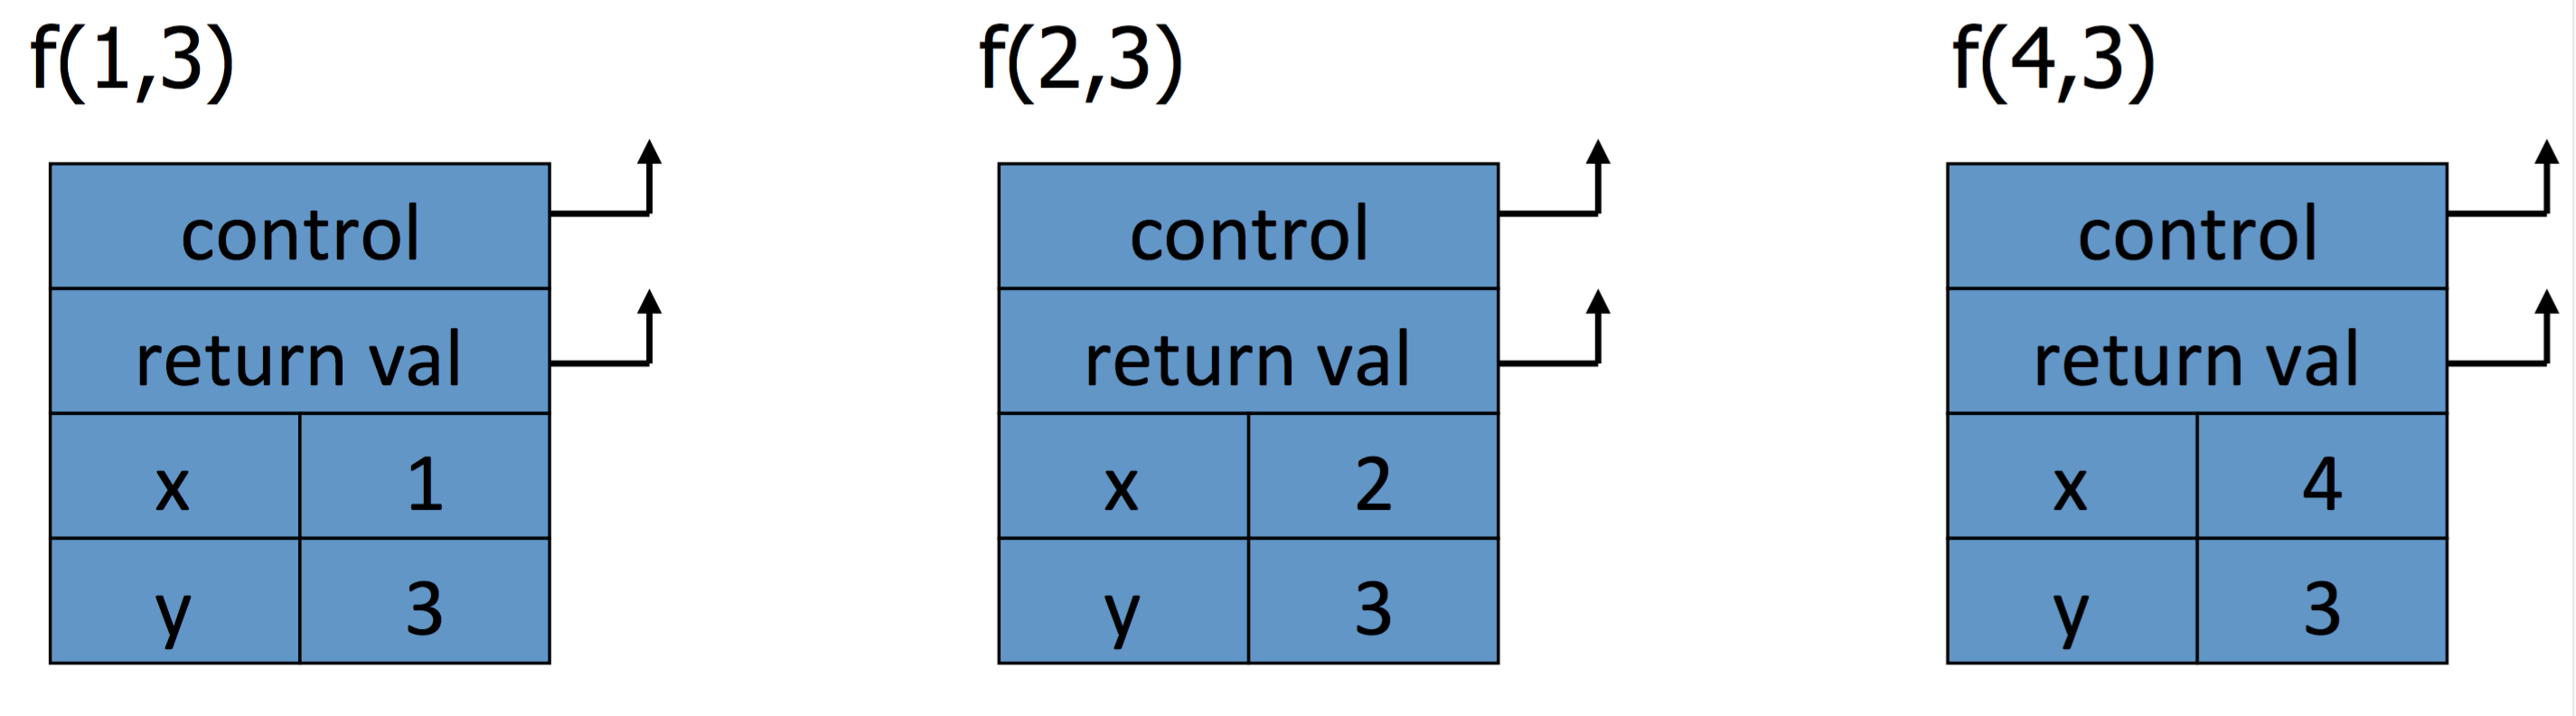 f(1,3)
control
return val
x 1
y 3
f(2,3)
control
return val
x 2
y 3
f(4,3)
control
return val
x 4
y 3